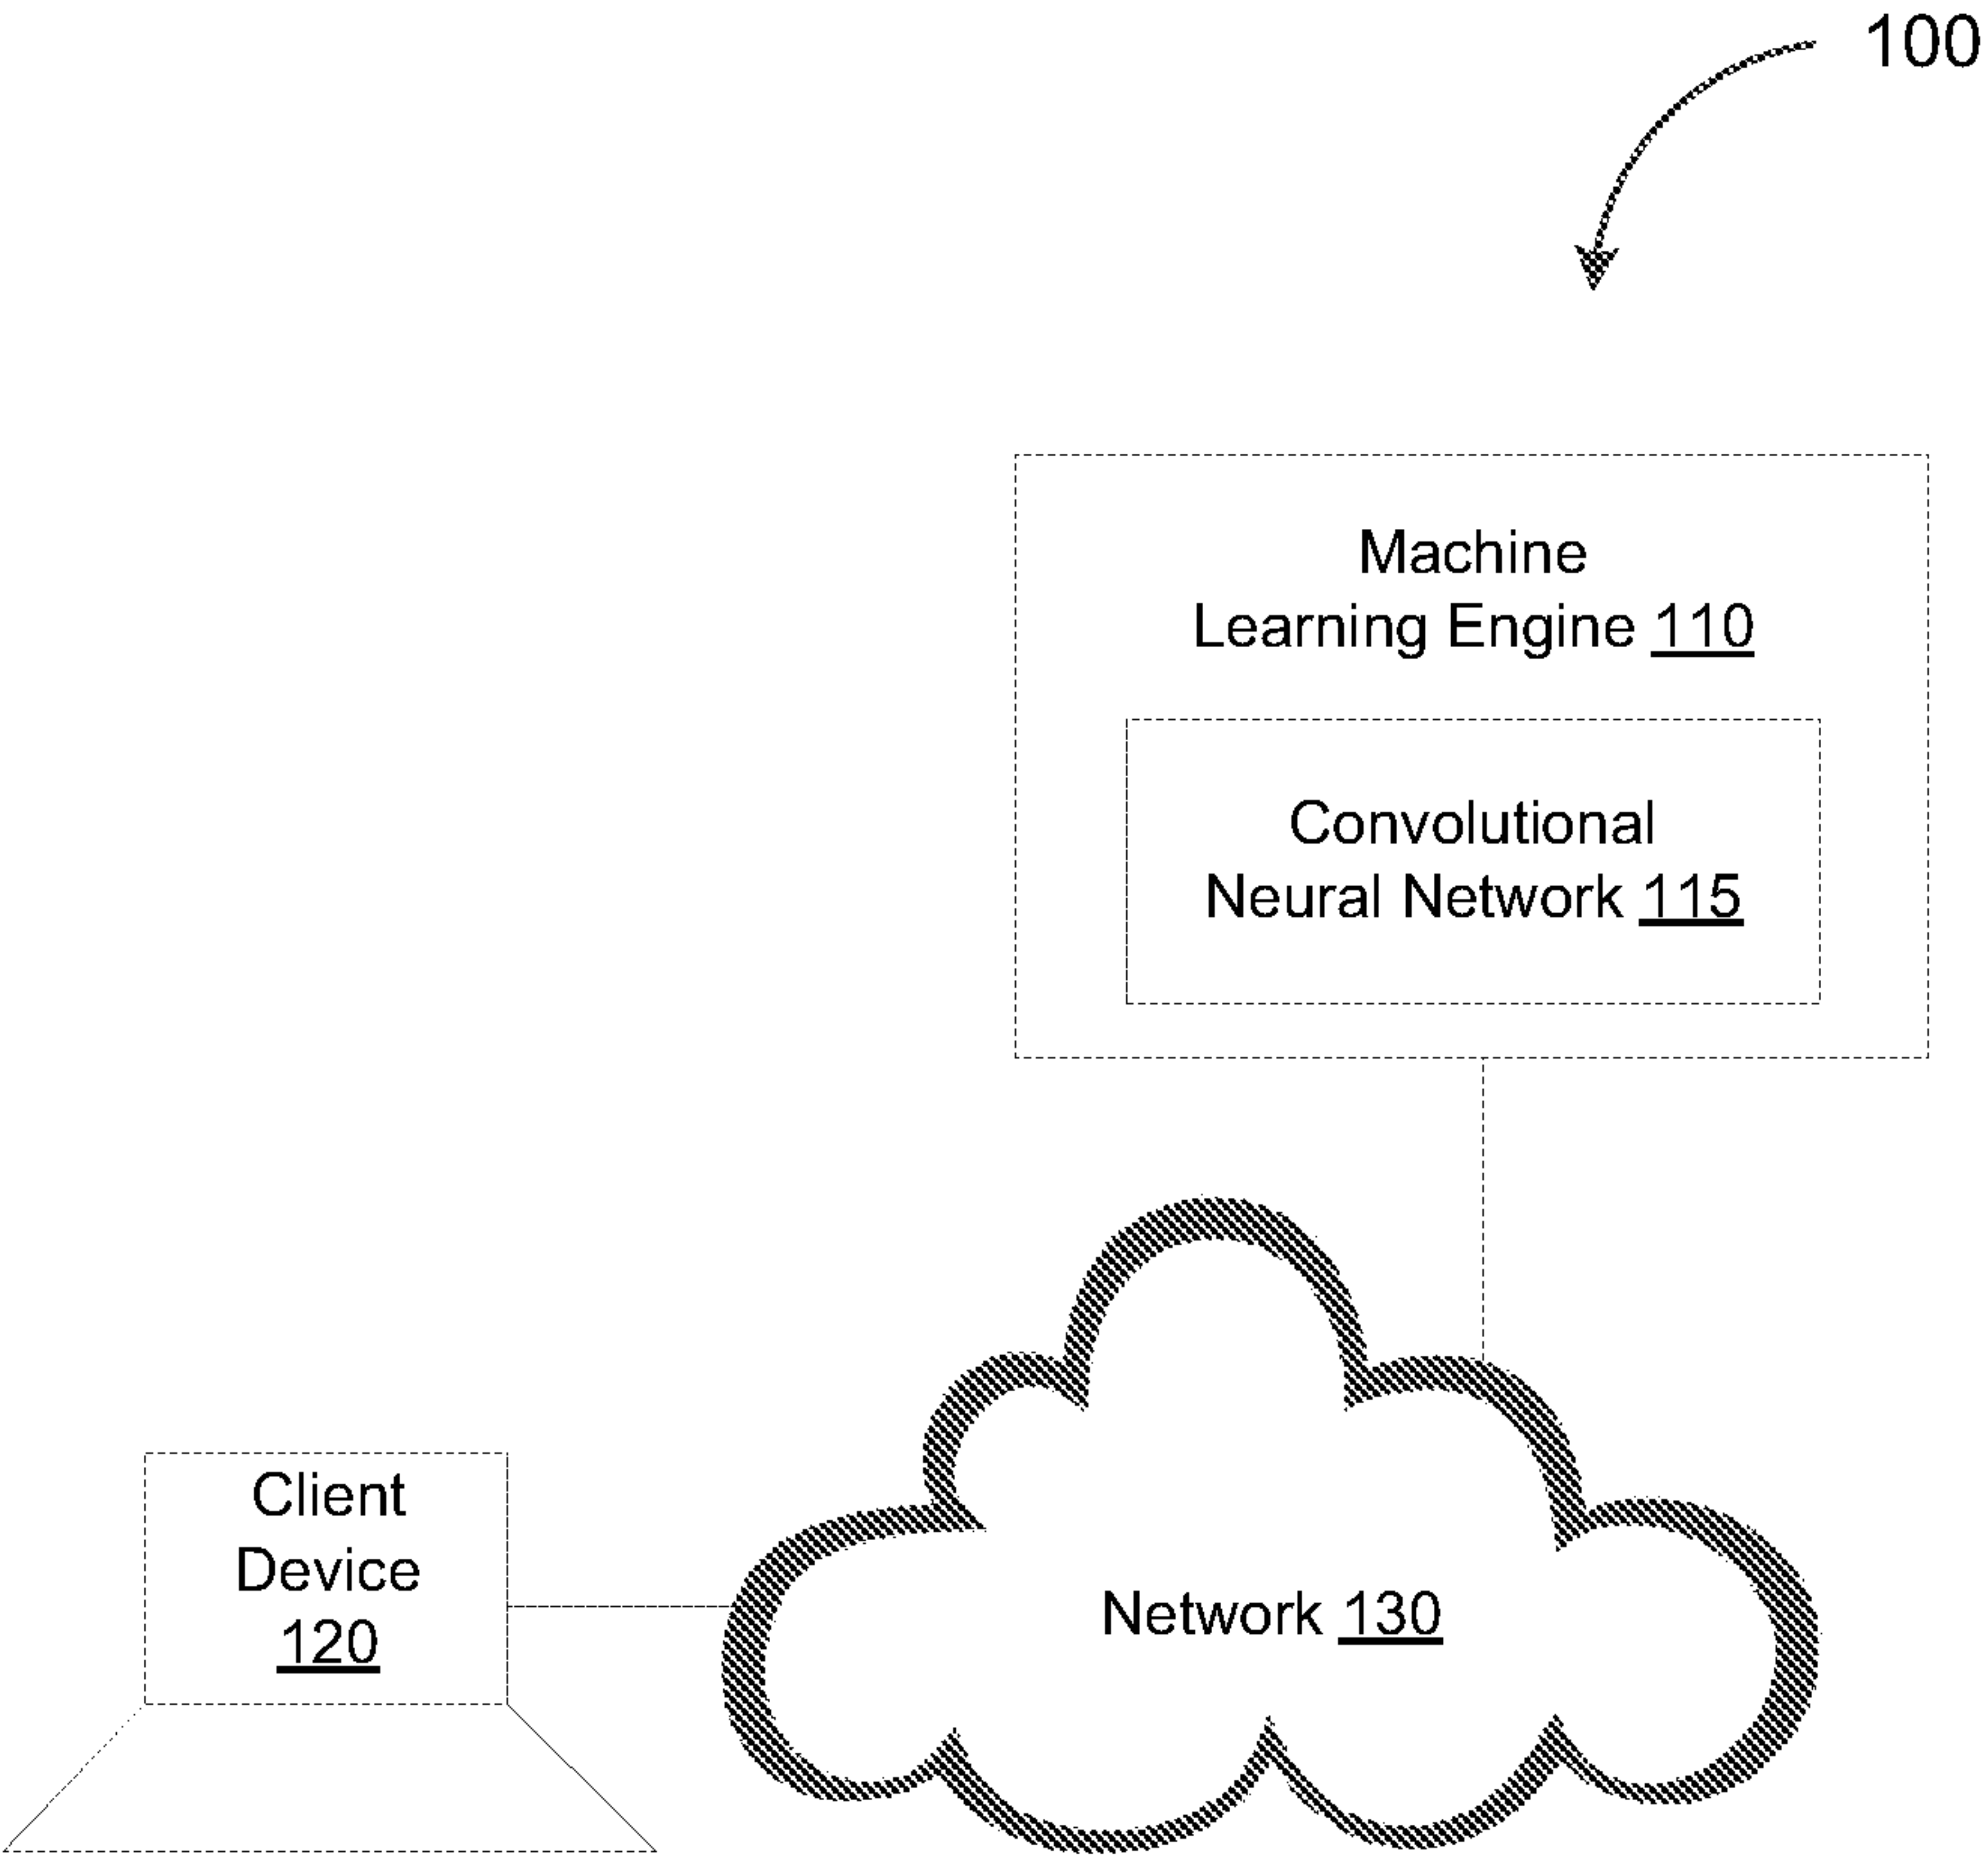 100
Machine
Learning Engine 110
Convolutional
Neural Network 115
Client
Device
120
Network 130